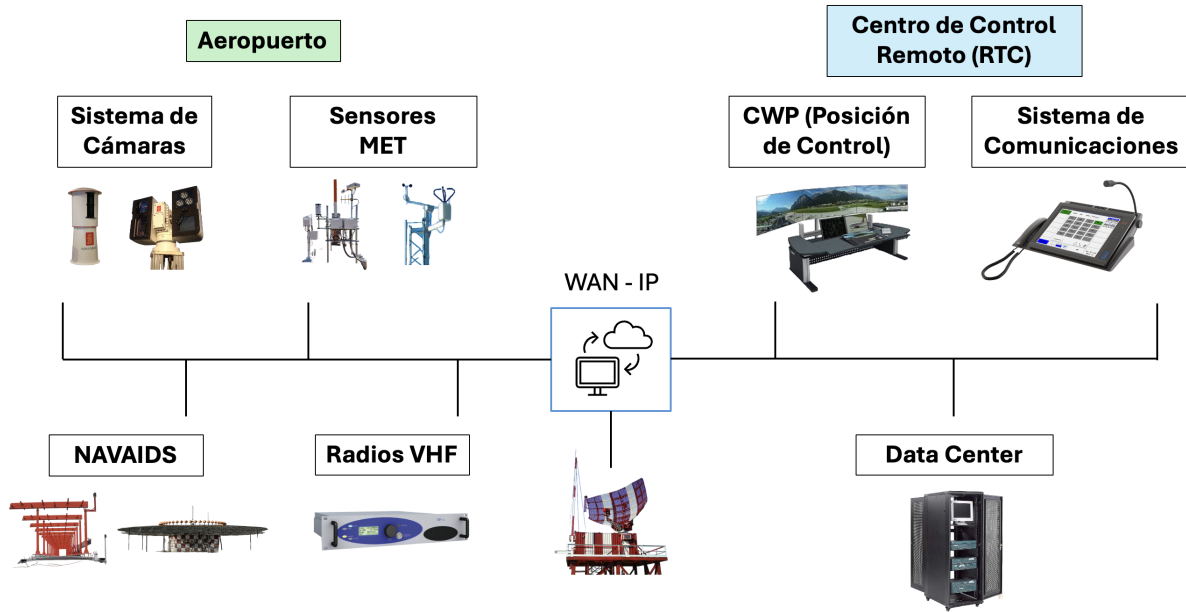 Aeropuerto
Centro de Control
Remoto (RTC)
Sistema de
Cámaras
Sensores
MET
CWP (Posición
de Control)
Sistema de
Comunicaciones
WAN - IP
NAVAIDS
Radios VHF
Data Center